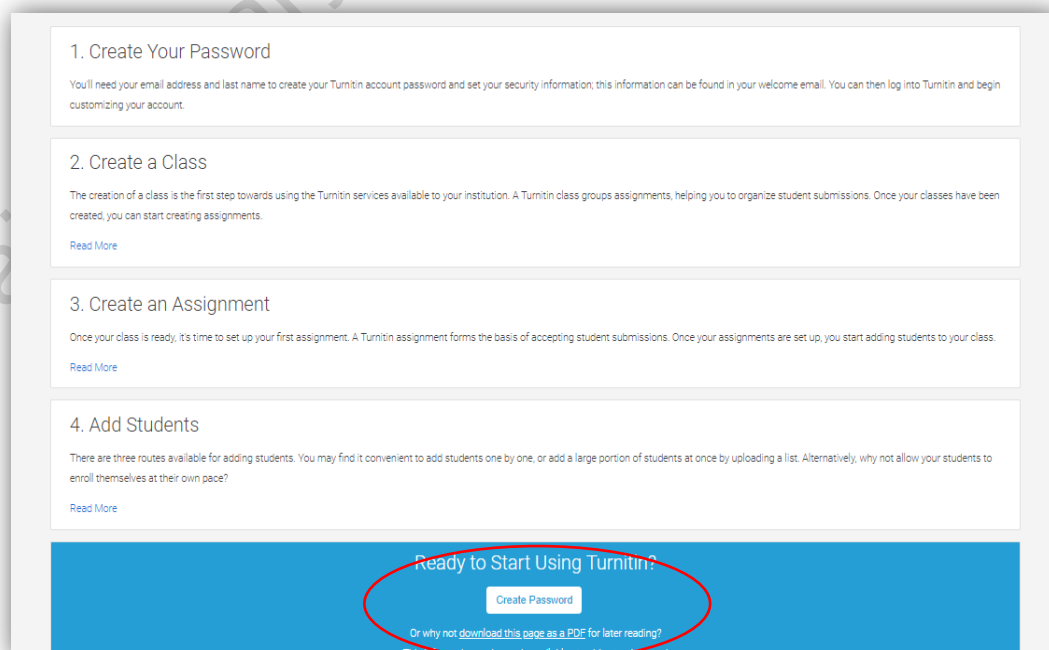 1. Create Your Password
You'll need your email address and last name to create your Turnitin account password and set your security information; this information can be found in your welcome email. You can then log into Turnitin and begin
customizing your account.
2. Create a Class
The creation of a class is the first step towards using the Turnitin services available to your institution. A Turnitin class groups assignments, helping you to organize student submissions. Once your classes have been
created, you can start creating assignments.
Read More
3. Create an Assignment
Once your class is ready, it's time to set up your first assignment. A Turnitin assignment forms the basis of accepting student submissions. Once your assignments are set up, you start adding students to your class.
Read More
4. Add Students
There are three routes available for adding students. You may find it convenient to add students one by one, or add a large portion of students at once by uploading a list. Alternatively, why not allow your students to
enroll themselves at their own pace?
Read More
Ready to Start Using Turnitin?
Create Password
Or why not download this page as a PDF for later reading?